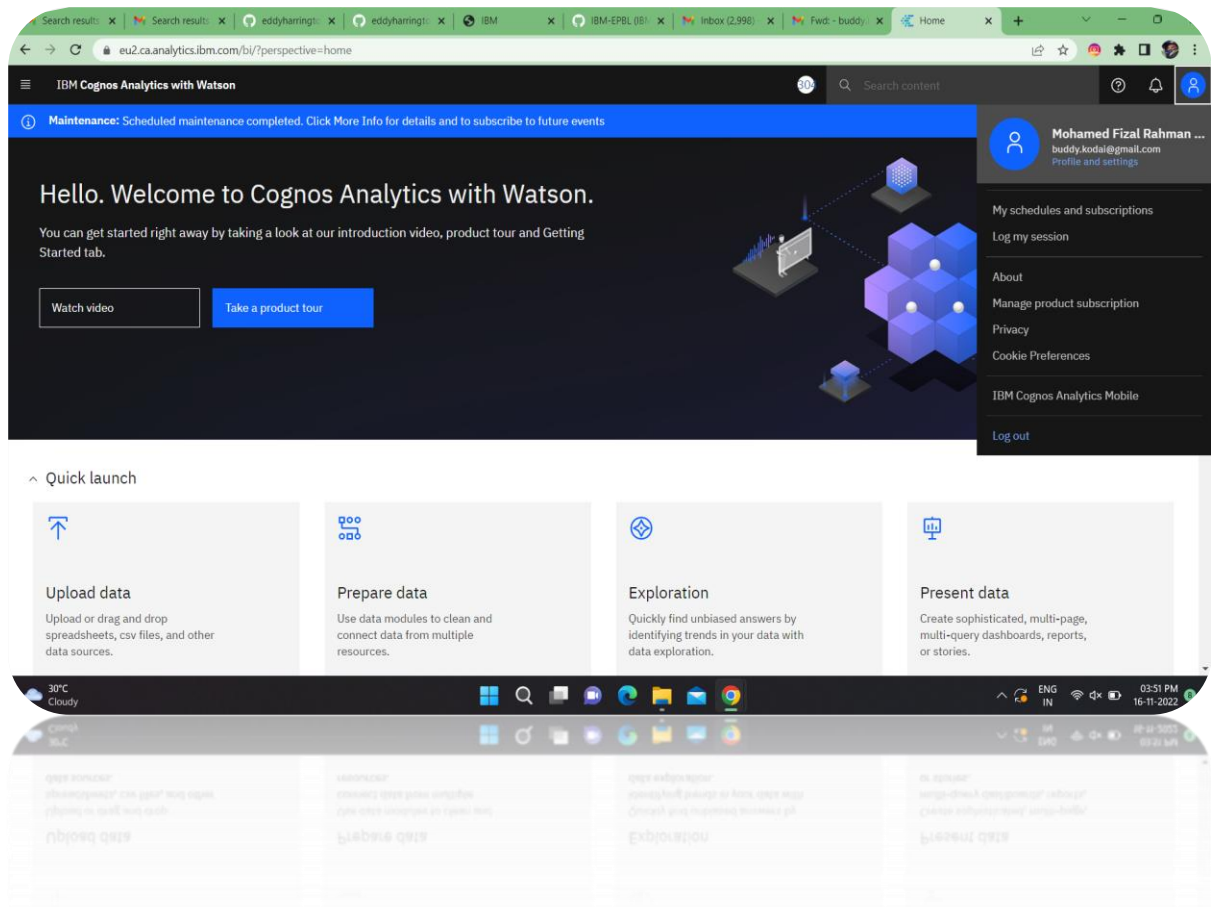 Search results
Search results
eddyharringto
eddyharringto
IBM
IBM-EPBL (IBM
Inbox (2,998)
Fwd: - buddy.
Home
eu2.ca.analytics.ibm.com/bi/?perspective=home
IBM Cognos Analytics with Watson
Search content
Maintenance: Scheduled maintenance completed. Click More Info for details and to subscribe to future events
Mohamed Fizal Rahman ...
buddy.kodai@gmail.com
Profile and settings
Hello. Welcome to Cognos Analytics with Watson.
You can get started right away by taking a look at our introduction video, product tour and Getting
Started tab.
Watch video
Take a product tour
My schedules and subscriptions
Log my session
About
Manage product subscription
Privacy
Cookie Preferences
IBM Cognos Analytics Mobile
Log out
Quick launch
Upload data
Upload or drag and drop
spreadsheets, csv files, and other
data sources.
Prepare data
Use data modules to clean and
connect data from multiple
resources.
Exploration
Quickly find unbiased answers by
identifying trends in your data with
data exploration.
Present data
Create sophisticated, multi-page,
multi-query dashboards, reports,
or stories.
30°C
Cloudy
ENG
IN
03:51 PM
16-11-2022